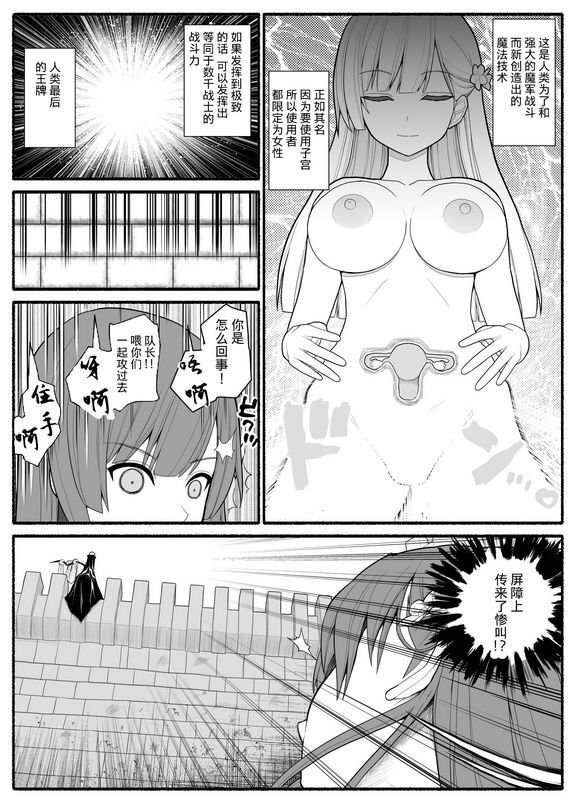 这是人类为了和
强大的魔军战斗
而新创造出的
魔法技术
正如其名
因为要使用子宫
所以使用者
都限定为女性
如果发挥到极致
的话 可以发挥出
等同于数千战士的
战斗力
人类最后
的王牌
ドン♡
你是
怎么回事！
唔啊
队长!!
喂你们
一起攻过去
呀啊
住手啊
どっ
屏障上
传来了惨叫!?